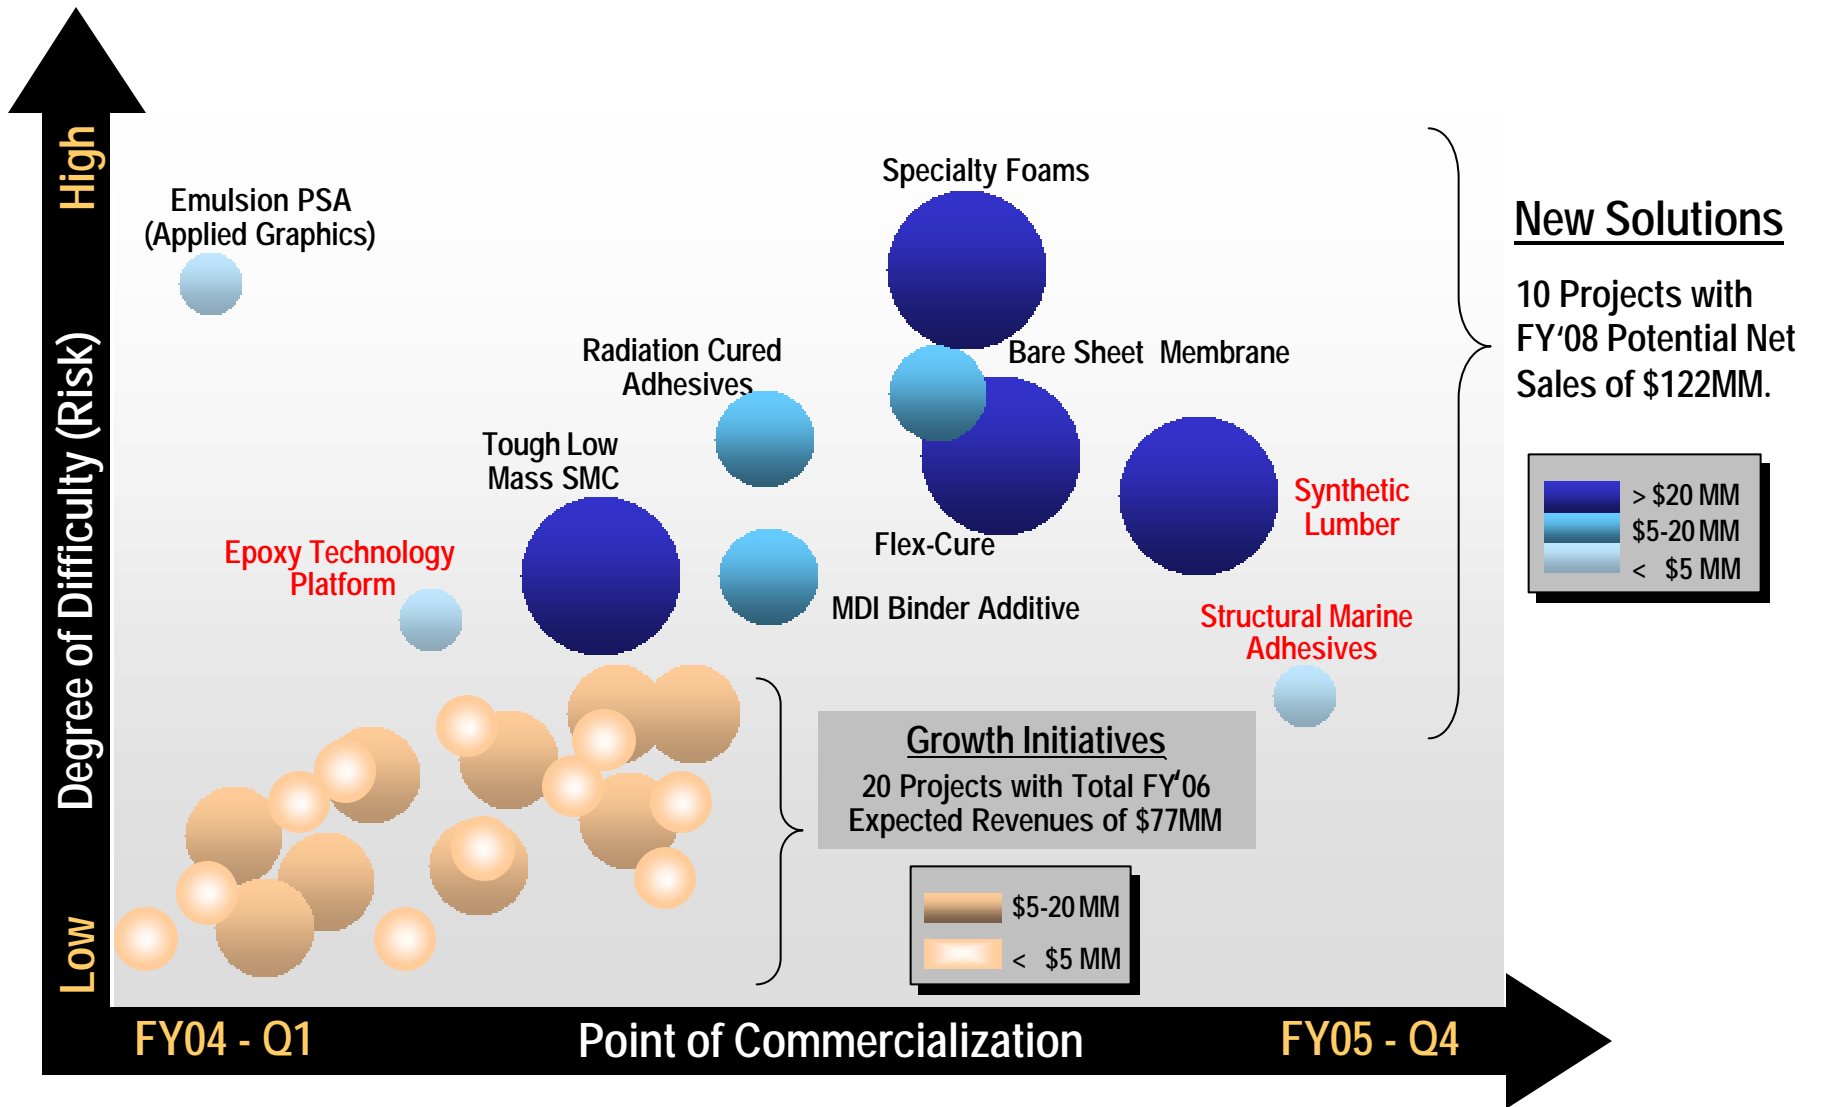 High
Degree of Difficulty (Risk)
Low
Emulsion PSA
(Applied Graphics)
Specialty Foams
Radiation Cured
Adhesives
Bare Sheet Membrane
Tough Low
Mass SMC
Synthetic
Lumber
Flex-Cure
Epoxy Technology
Platform
MDI Binder Additive
Structural Marine
Adhesives
New Solutions
10 Projects with
FY‘08 Potential Net
Sales of $122MM.
> $20 MM
$5-20 MM
< $5 MM
Growth Initiatives
20 Projects with Total FY‘06
Expected Revenues of $77MM
$5-20 MM
< $5 MM
FY04 - Q1
Point of Commercialization
FY05 - Q4